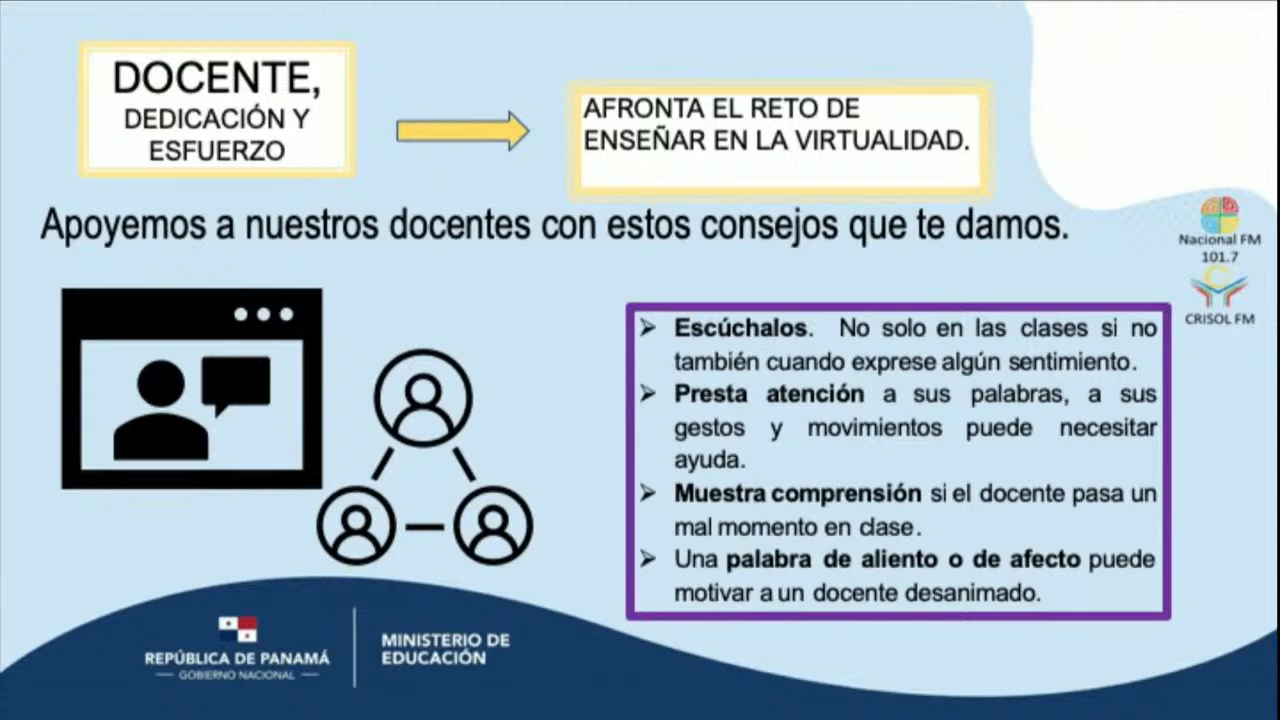 DOCENTE,
DEDICACIÓN Y
ESFUERZO
AFRONTA EL RETO DE
ENSEÑAR EN LA VIRTUALIDAD.
Apoyemos a nuestros docentes con estos consejos que te damos.
Nacional FM
101.7
CRISOL FM
➢ Escúchalos. No solo en las clases si no
también cuando exprese algún sentimiento.
➢ Presta atención a sus palabras, a sus
gestos y movimientos puede necesitar
ayuda.
➢ Muestra comprensión si el docente pasa un
mal momento en clase.
➢ Una palabra de aliento o de afecto puede
motivar a un docente desanimado.
REPÚBLICA DE PANAMÁ
— GOBIERNO NACIONAL —
MINISTERIO DE
EDUCACIÓN